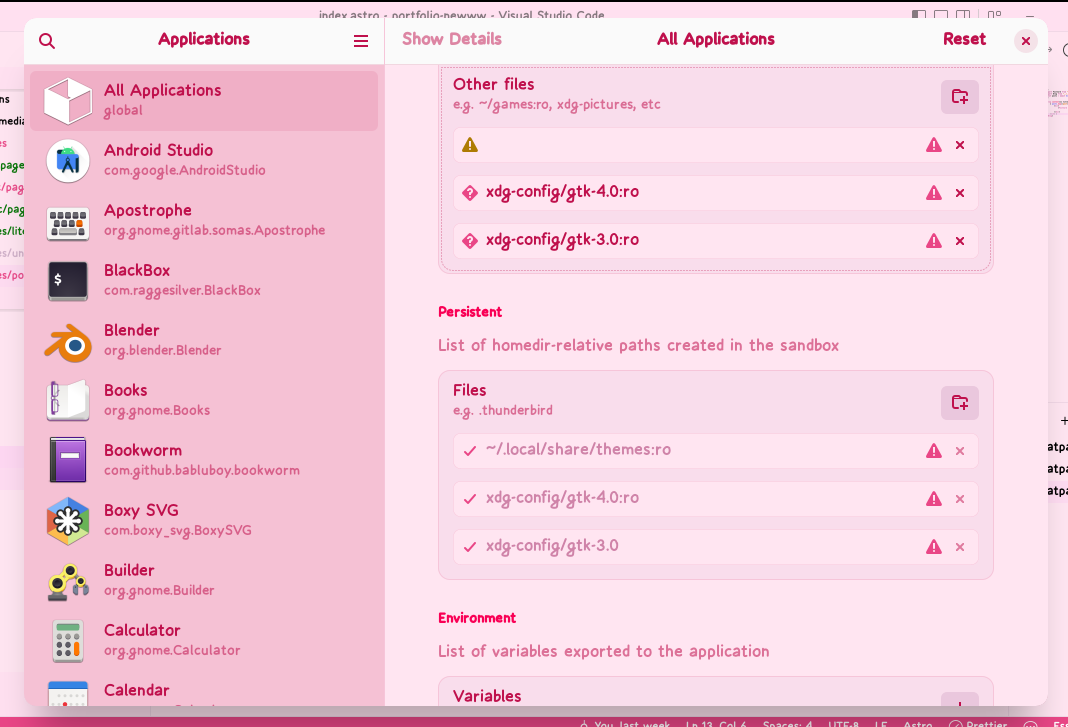 index.astro - portfolio-newww - Visual Studio Code
Applications
Show Details
All Applications
Reset
All Applications
global
Android Studio
com.google.AndroidStudio
Apostrophe
org.gnome.gitlab.somas.Apostrophe
BlackBox
com.raggesilver.BlackBox
Blender
org.blender.Blender
Books
org.gnome.Books
Bookworm
com.github.babluboy.bookworm
Boxy SVG
com.boxy_svg.BoxySVG
Builder
org.gnome.Builder
Calculator
org.gnome.Calculator
Calendar
Other files
e.g. ~/games:ro, xdg-pictures, etc
xdg-config/gtk-4.0:ro
xdg-config/gtk-3.0:ro
Persistent
List of homedir-relative paths created in the sandbox
Files
e.g. .thunderbird
~/.local/share/themes:ro
xdg-config/gtk-4.0:ro
xdg-config/gtk-3.0
Environment
List of variables exported to the application
Variables
You, last week Ln 13, Col 6 Spaces: 4 UTF-8 LF Astro Prettier